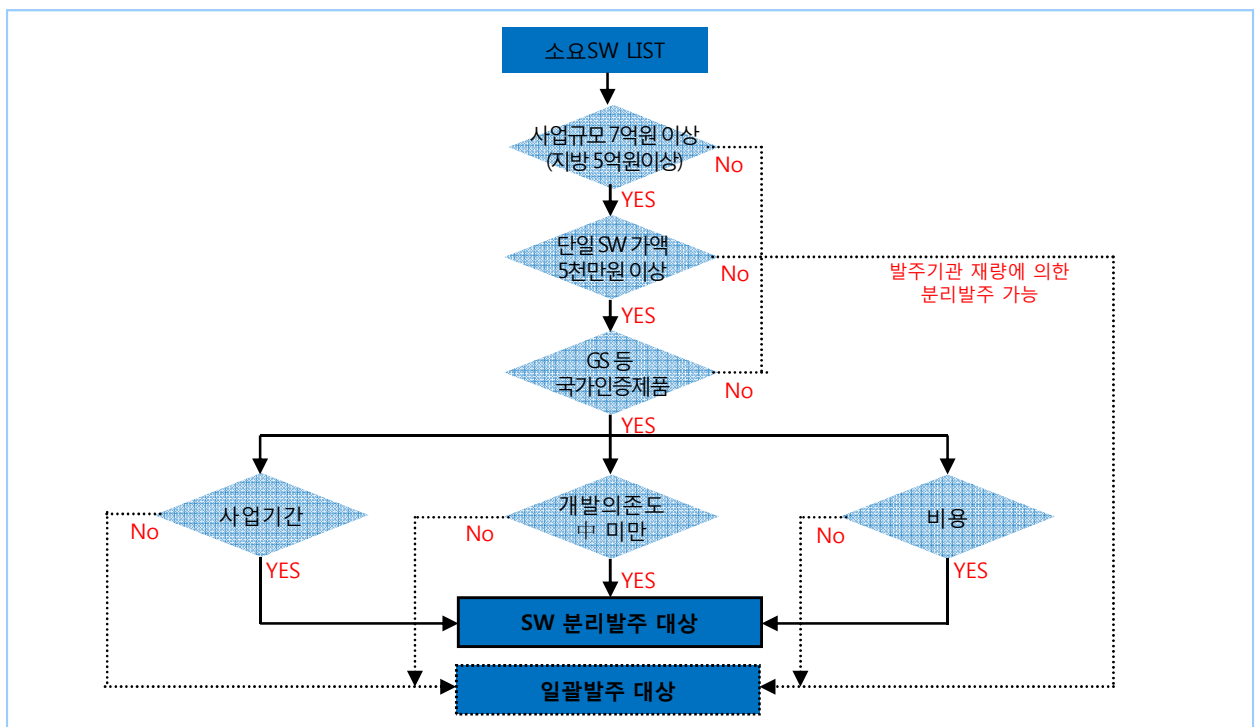 소요SW LIST
사업규모 7억원 이상
(지방 5억원이상)
No
YES
단일 SW 가액
5천만원 이상
No
발주기관 재량에 의한
분리발주 가능
YES
GS 등
국가인증제품
No
YES
사업기간
No
YES
개발의존도
中 미만
No
YES
비용
No
YES
SW 분리발주 대상
일괄발주 대상